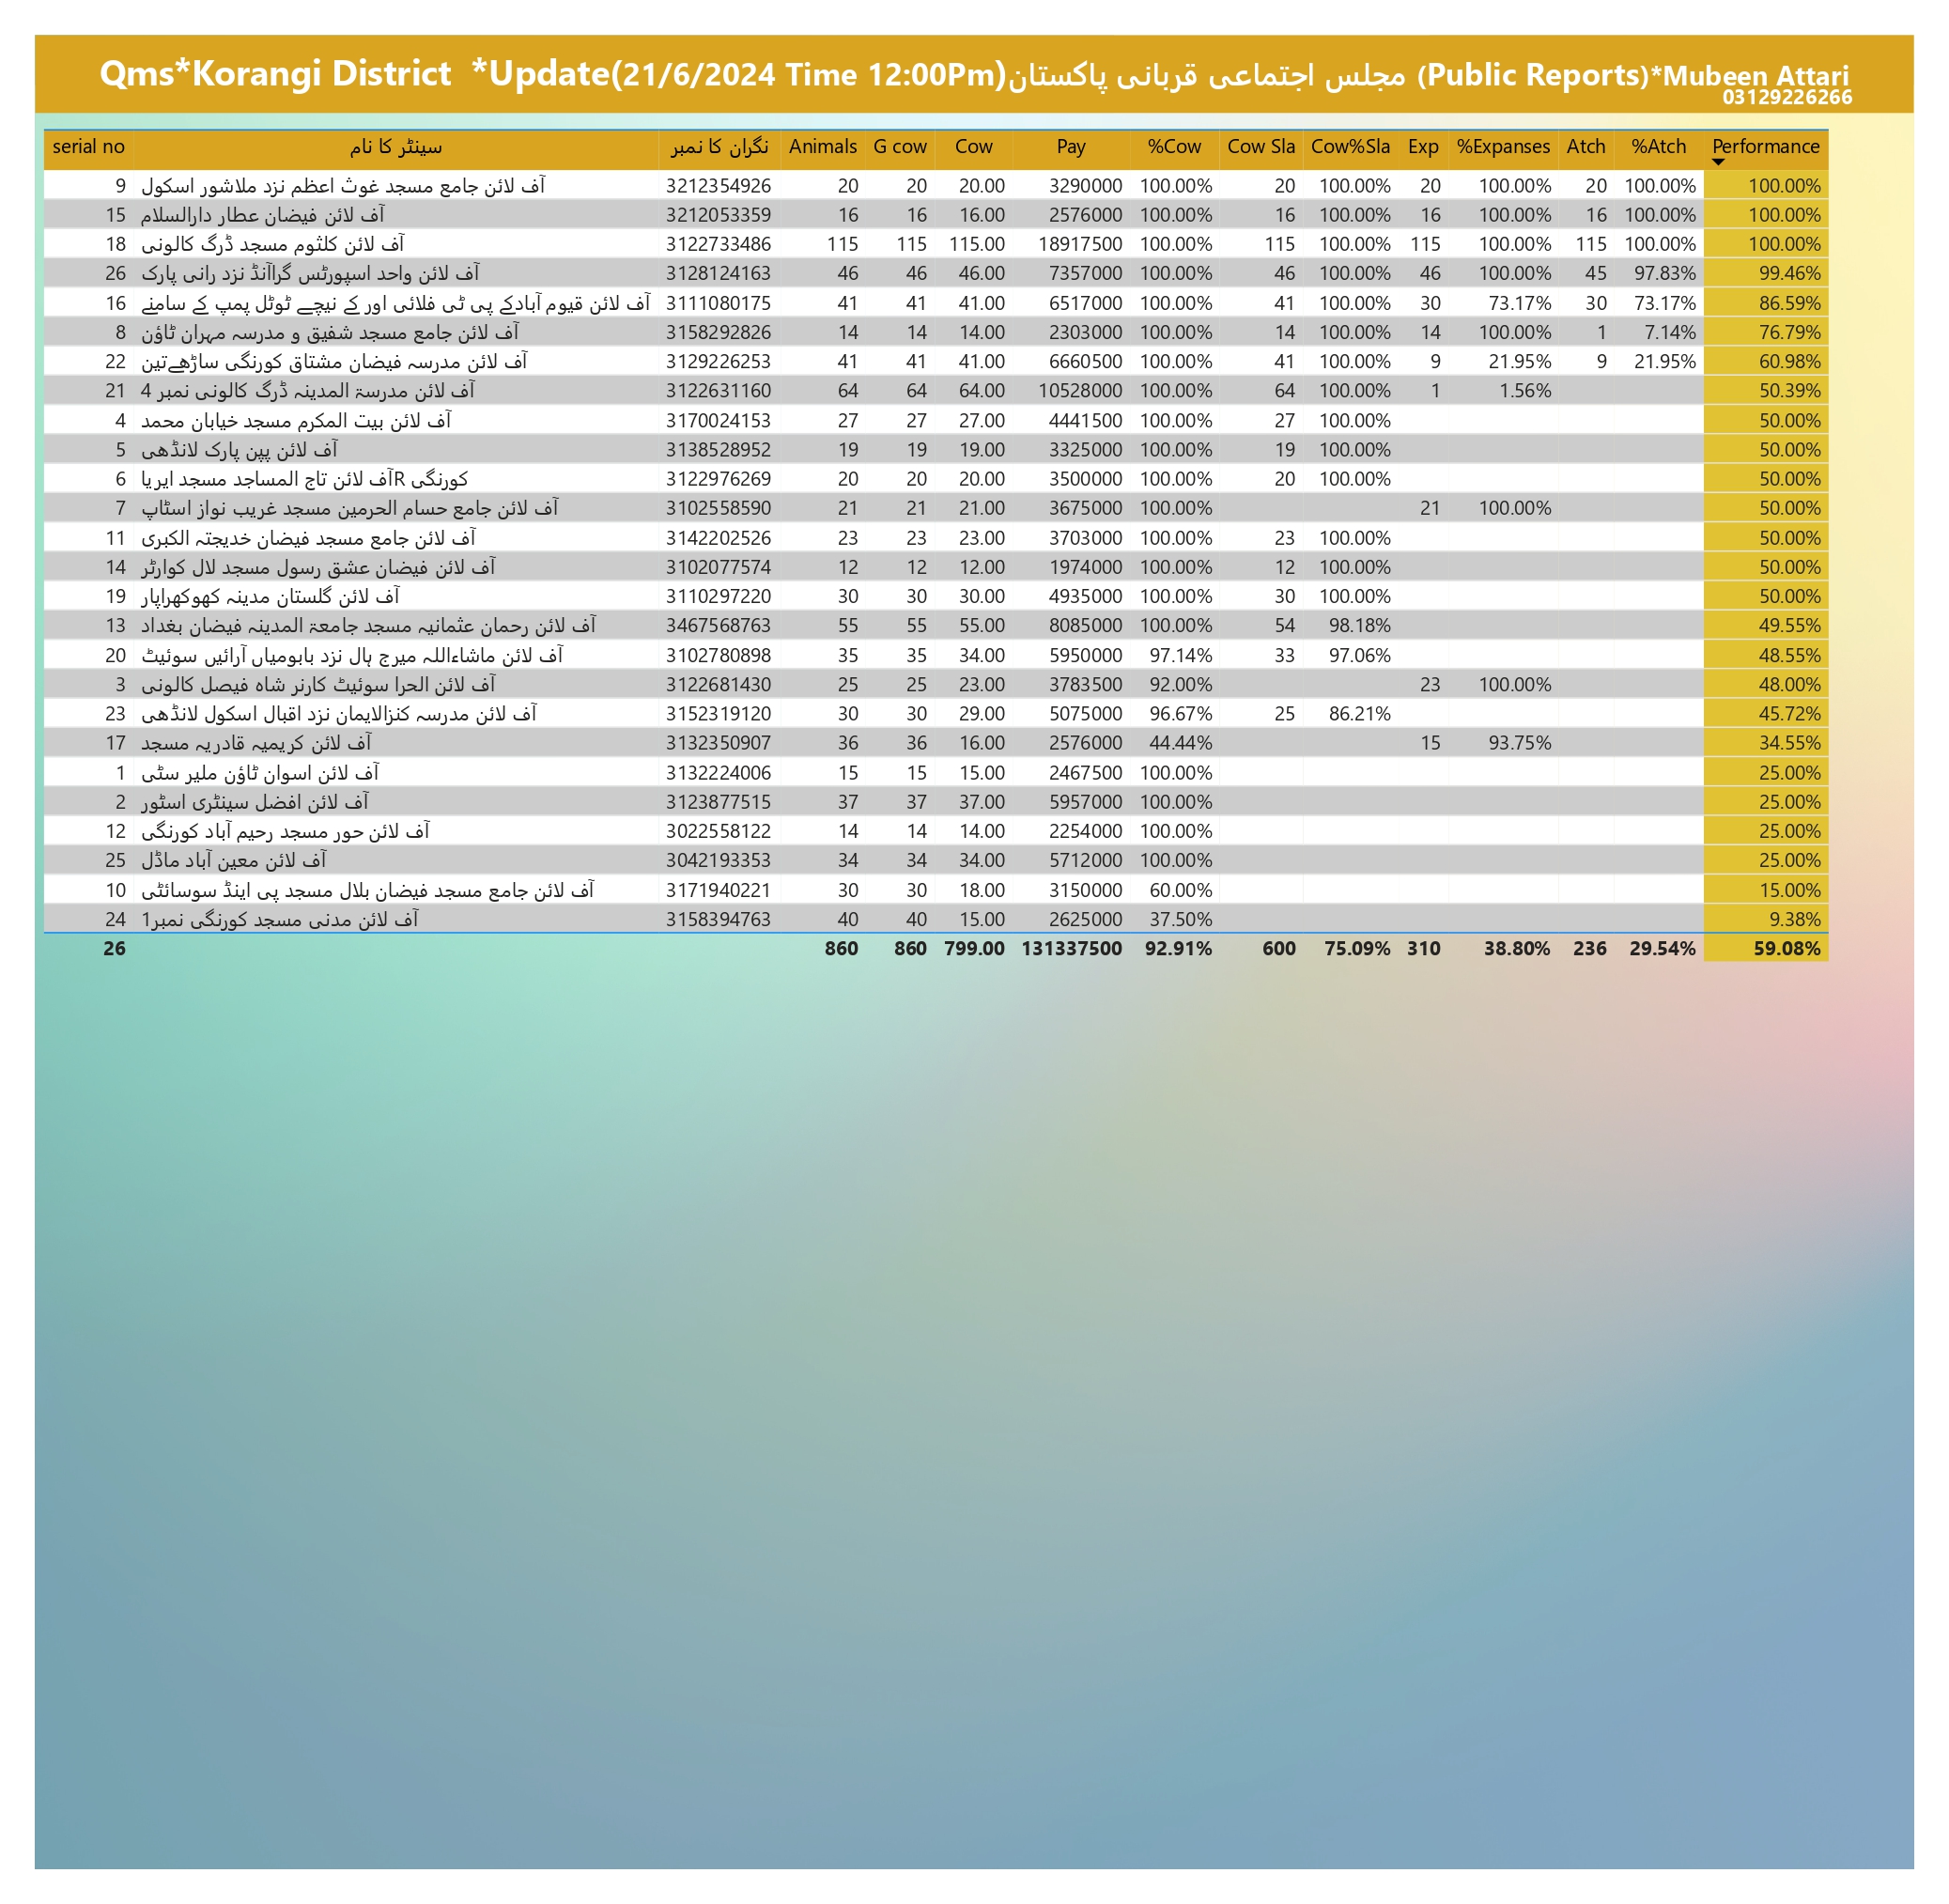 Qms*Korangi District *Update(21/6/2024 Time 12:00Pm)مجلس اجتماعی قربانی پاکستان (Public Reports)*Mubeen Attari
03129226266
serial no سینٹر کا نام نگران کا نمبر Animals G cow Cow Pay %Cow Cow Sla Cow%Sla Exp %Expanses Atch %Atch Performance
9 آف لائن جامع مسجد غوث اعظم نزد ملاشور اسکول 3212354926 20 20 20.00 3290000 100.00% 20 100.00% 20 100.00% 20 100.00% 100.00%
15 آف لائن فیضان عطار دارالسلام 3212053359 16 16 16.00 2576000 100.00% 16 100.00% 16 100.00% 16 100.00% 100.00%
18 آف لائن کلثوم مسجد ڈرگ کالونی 3122733486 115 115 115.00 18917500 100.00% 115 100.00% 115 100.00% 115 100.00% 100.00%
26 آف لائن واحد اسپورٹس گراآنڈ نزد رانی پارک 3128124163 46 46 46.00 7357000 100.00% 46 100.00% 46 100.00% 45 97.83% 99.46%
16 آف لائن قیوم آبادکے پی ٹی فلائی اور کے نیچے ٹوٹل پمپ کے سامنے 3111080175 41 41 41.00 6517000 100.00% 41 100.00% 30 73.17% 30 73.17% 86.59%
8 آف لائن جامع مسجد شفیق و مدرسہ مہران ٹاؤن 3158292826 14 14 14.00 2303000 100.00% 14 100.00% 14 100.00% 1 7.14% 76.79%
22 آف لائن مدرسہ فیضان مشتاق کورنگی ساڑھےتین 3129226253 41 41 41.00 6660500 100.00% 41 100.00% 9 21.95% 9 21.95% 60.98%
21 آف لائن مدرسۃ المدینہ ڈرگ کالونی نمبر 4 3122631160 64 64 64.00 10528000 100.00% 64 100.00% 1 1.56% 50.39%
4 آف لائن بیت المکرم مسجد خیابان محمد 3170024153 27 27 27.00 4441500 100.00% 27 100.00% 50.00%
5 آف لائن پپن پارک لانڈھی 3138528952 19 19 19.00 3325000 100.00% 19 100.00% 50.00%
6 آف لائن تاج المساجد مسجد ایریا R کورنگی 3122976269 20 20 20.00 3500000 100.00% 20 100.00% 50.00%
7 آف لائن جامع حسام الحرمین مسجد غریب نواز اسٹاپ 3102558590 21 21 21.00 3675000 100.00% 21 100.00% 50.00%
11 آف لائن جامع مسجد فیضان خدیجتہ الکبری 3142202526 23 23 23.00 3703000 100.00% 23 100.00% 50.00%
14 آف لائن فیضان عشق رسول مسجد لال کوارٹر 3102077574 12 12 12.00 1974000 100.00% 12 100.00% 50.00%
19 آف لائن گلستان مدینہ کھوکھراپار 3110297220 30 30 30.00 4935000 100.00% 30 100.00% 50.00%
13 آف لائن رحمان عثمانیہ مسجد جامعۃ المدینہ فیضان بغداد 3467568763 55 55 55.00 8085000 100.00% 54 98.18% 49.55%
20 آف لائن ماشاءاللہ میرج ہال نزد بابومیاں آرائیں سوئیٹ 3102780898 35 35 34.00 5950000 97.14% 33 97.06% 48.55%
3 آف لائن الحرا سوئیٹ کارنر شاہ فیصل کالونی 3122681430 25 25 23.00 3783500 92.00% 23 100.00% 48.00%
23 آف لائن مدرسہ کنزالایمان نزد اقبال اسکول لانڈھی 3152319120 30 30 29.00 5075000 96.67% 25 86.21% 45.72%
17 آف لائن کریمیہ قادریہ مسجد 3132350907 36 36 16.00 2576000 44.44% 15 93.75% 34.55%
1 آف لائن اسوان ٹاؤن ملیر سٹی 3132224006 15 15 15.00 2467500 100.00% 25.00%
2 آف لائن افضل سینٹری اسٹور 3123877515 37 37 37.00 5957000 100.00% 25.00%
12 آف لائن حور مسجد رحیم آباد کورنگی 3022558122 14 14 14.00 2254000 100.00% 25.00%
25 آف لائن معین آباد ماڈل 3042193353 34 34 34.00 5712000 100.00% 25.00%
10 آف لائن جامع مسجد فیضان بلال مسجد پی اینڈ سوسائٹی 3171940221 30 30 18.00 3150000 60.00% 15.00%
24 آف لائن مدنی مسجد کورنگی نمبر1 3158394763 40 40 15.00 2625000 37.50% 9.38%
26 860 860 799.00 131337500 92.91% 600 75.09% 310 38.80% 236 29.54% 59.08%